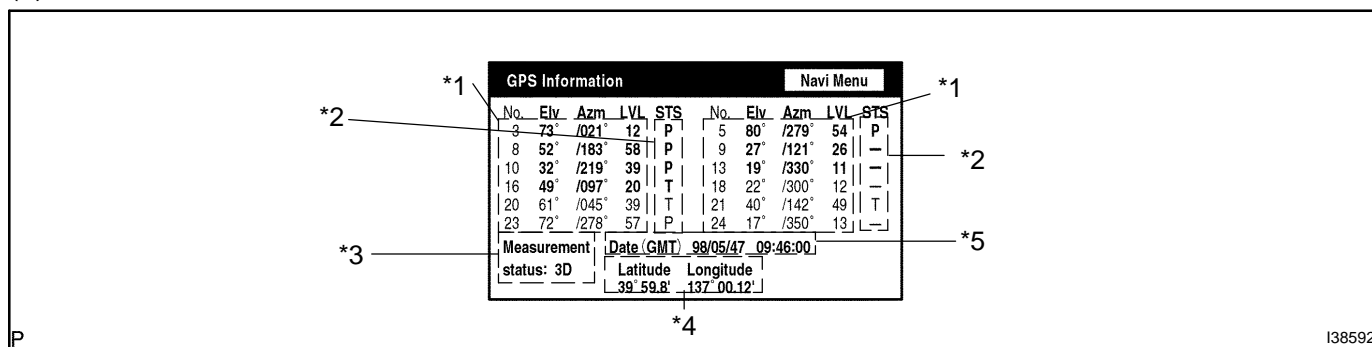 GPS Information Navi Menu
*1 *1
No. Elv Azm LVL STS No. Elv Azm LVL STS
*2
3 73° /021° 12 P 5 80° /279° 54 P
8 52° /183° 58 P 9 27° /121° 26 –
*2
10 32° /219° 39 P 13 19° /330° 11 –
16 49° /097° 20 T 18 22° /300° 12 –
20 61° /045° 39 T 21 40° /142° 49 T
23 72° /278° 57 P 24 17° /350° 13 –
*3
Measurement Date (GMT) 98/05/47 09:46:00
*5
status: 3D Latitude Longitude
39°59.8' 137°00.12'
*4
P I38592